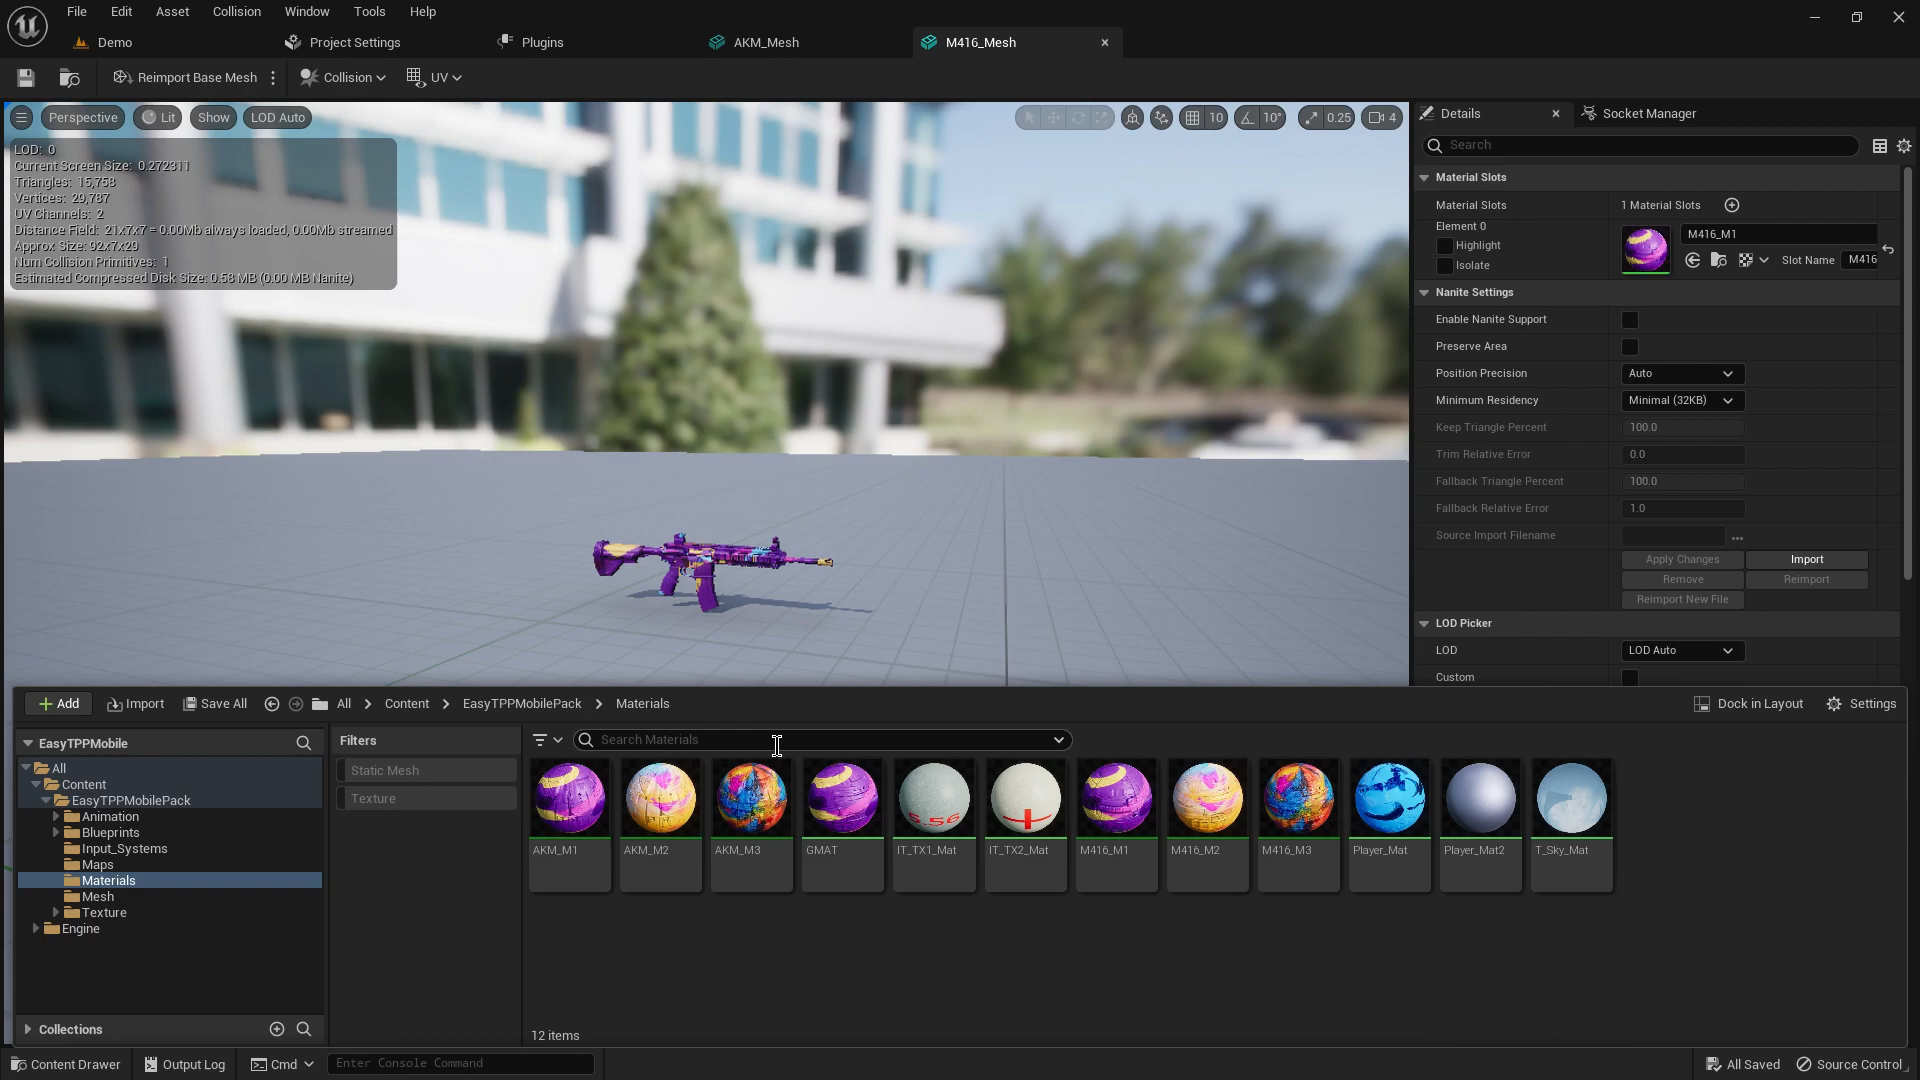 File Edit Asset Collision Window Tools Help
Demo Project Settings Plugins AKM_Mesh M416_Mesh
Reimport Base Mesh Collision UV
Perspective Lit Show LOD Auto 10 10° 0.25 4
LOD: 0
Current Screen Size: 0.272311
Triangles: 15,758
Vertices: 29,787
UV Channels: 2
Distance Field: 21x7x7 = 0.00Mb always loaded, 0.00Mb streamed
Approx Size: 92x7x29
Num Collision Primitives: 1
Estimated Compressed Disk Size: 0.58 MB (0.00 MB Nanite)
Details Socket Manager
Search
Material Slots
Material Slots 1 Material Slots
Element 0
Highlight
Isolate
M416_M1
Slot Name M416
Nanite Settings
Enable Nanite Support
Preserve Area
Position Precision Auto
Minimum Residency Minimal (32KB)
Keep Triangle Percent 100.0
Trim Relative Error 0.0
Fallback Triangle Percent 100.0
Fallback Relative Error 1.0
Source Import Filename ...
Apply Changes Import
Remove Reimport
Reimport New File
LOD Picker
LOD LOD Auto
Custom
Add Import Save All All Content EasyTPPMobilePack Materials Dock in Layout Settings
EasyTPPMobile
All
Content
EasyTPPMobilePack
Animation
Blueprints
Input_Systems
Maps
Materials
Mesh
Texture
Engine
Collections
Filters
Static Mesh
Texture
Search Materials
5.56
AKM_M1 AKM_M2 AKM_M3 GMAT IT_TX1_Mat IT_TX2_Mat M416_M1 M416_M2 M416_M3 Player_Mat Player_Mat2 T_Sky_Mat
12 items
Content Drawer Output Log Cmd Enter Console Command All Saved Source Control